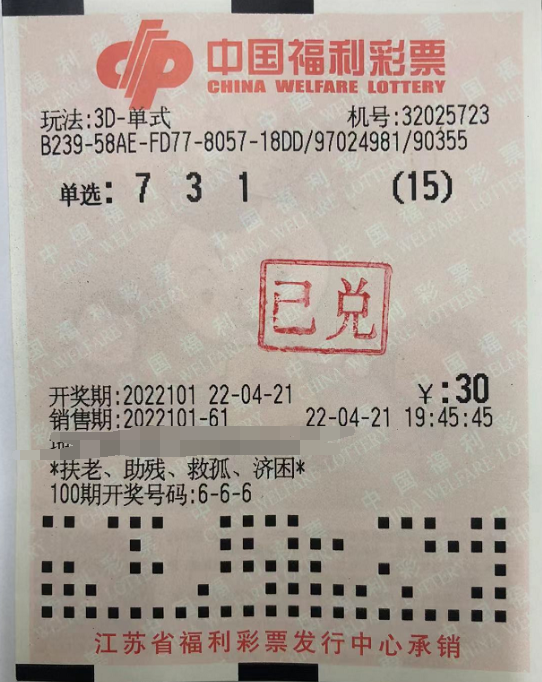 中国福利彩票
CHINA WELFARE LOTTERY
玩法:3D-单式 机号:32025723
B239-58AE-FD77-8057-18DD/97024981/90355
单选: 7 3 1 (15)
已兑
开奖期:2022101 22-04-21 ￥:30
销售期:2022101-61 22-04-21 19:45:45
*扶老、助残、救孤、济困*
100期开奖号码:6-6-6
江苏省福利彩票发行中心承销